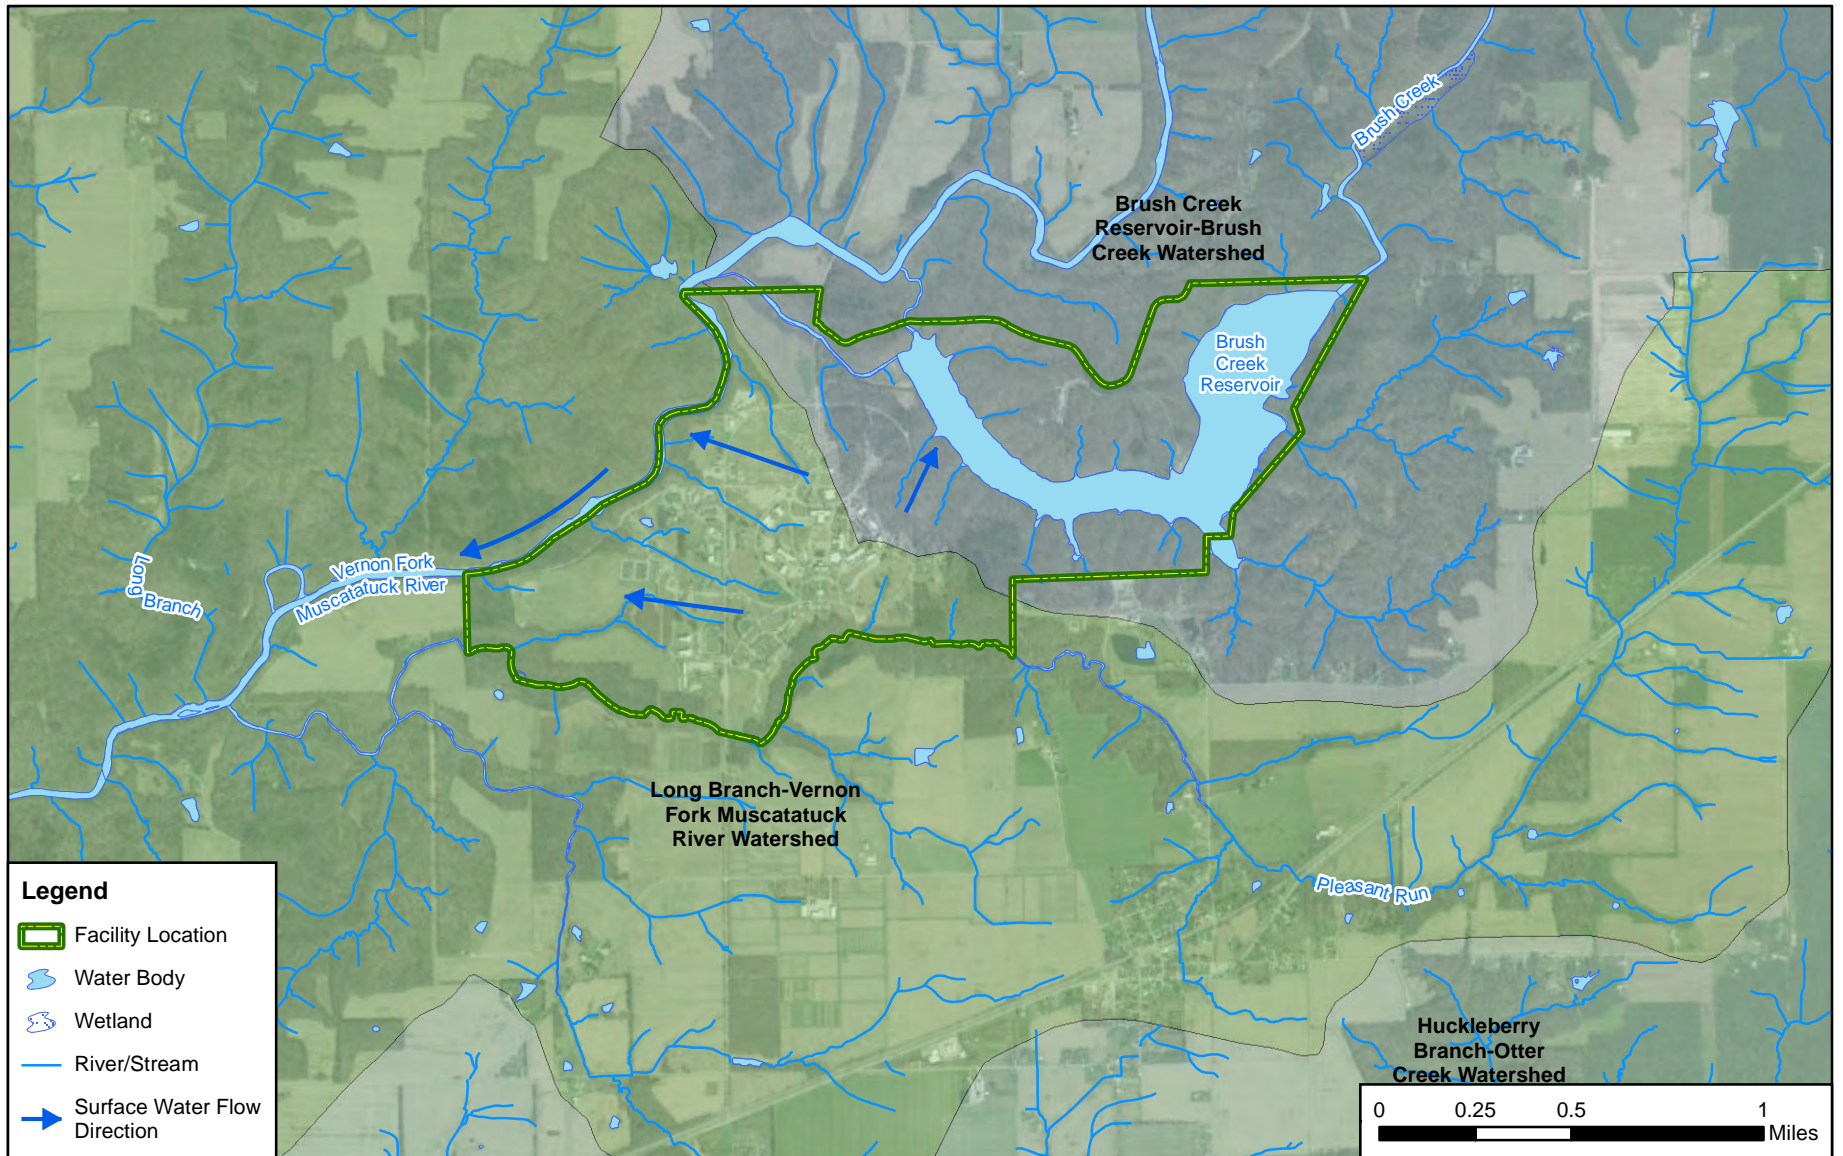 Brush Creek
Brush Creek
Reservoir-Brush
Creek Watershed
Brush
Creek
Reservoir
Vernon Fork
Muscatatuck River
Long Branch
Long Branch-Vernon
Fork Muscatatuck
River Watershed
Pleasant Run
Huckleberry
Branch-Otter
Creek Watershed
Legend
Facility Location
Water Body
Wetland
River/Stream
Surface Water Flow
Direction
0 0.25 0.5 1
Miles